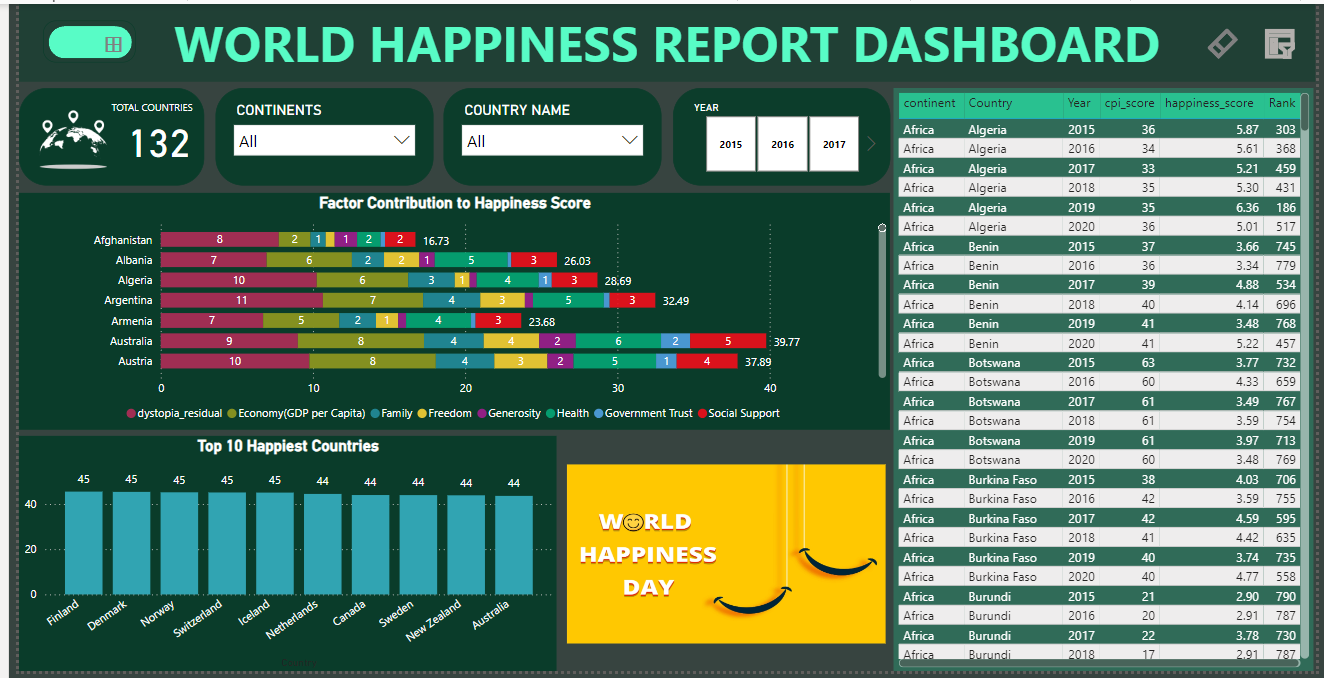 WORLD HAPPINESS REPORT DASHBOARD
TOTAL COUNTRIES
132
CONTINENTS
All
COUNTRY NAME
All
YEAR
2015 2016 2017
Factor Contribution to Happiness Score
Afghanistan 8 2 1 1 2 2 16.73
Albania 7 6 2 2 1 5 3 26.03
Algeria 10 6 3 1 4 1 3 28.69
Argentina 11 7 4 3 5 3 32.49
Armenia 7 5 2 1 4 3 23.68
Australia 9 8 4 4 2 6 2 5 39.77
Austria 10 8 4 3 2 5 1 4 37.89
0 10 20 30 40
dystopia_residual Economy(GDP per Capita) Family Freedom Generosity Health Government Trust Social Support
Top 10 Happiest Countries
45 45 45 45 45 44 44 44 44 44
40
20
0
Finland Denmark Norway Switzerland Iceland Netherlands Canada Sweden New Zealand Australia
WORLD
HAPPINESS
DAY
continent Country Year cpi_score happiness_score Rank
Africa Algeria 2015 36 5.87 303
Africa Algeria 2016 34 5.61 368
Africa Algeria 2017 33 5.21 459
Africa Algeria 2018 35 5.30 431
Africa Algeria 2019 35 6.36 186
Africa Algeria 2020 36 5.01 517
Africa Benin 2015 37 3.66 745
Africa Benin 2016 36 3.34 779
Africa Benin 2017 39 4.88 534
Africa Benin 2018 40 4.14 696
Africa Benin 2019 41 3.48 768
Africa Benin 2020 41 5.22 457
Africa Botswana 2015 63 3.77 732
Africa Botswana 2016 60 4.33 659
Africa Botswana 2017 61 3.49 767
Africa Botswana 2018 61 3.59 754
Africa Botswana 2019 61 3.97 713
Africa Botswana 2020 60 3.48 769
Africa Burkina Faso 2015 38 4.03 706
Africa Burkina Faso 2016 42 3.59 755
Africa Burkina Faso 2017 42 4.59 595
Africa Burkina Faso 2018 41 4.42 635
Africa Burkina Faso 2019 40 3.74 735
Africa Burkina Faso 2020 40 4.77 558
Africa Burundi 2015 21 2.90 790
Africa Burundi 2016 20 2.91 787
Africa Burundi 2017 22 3.78 730
Africa Burundi 2018 17 2.91 787